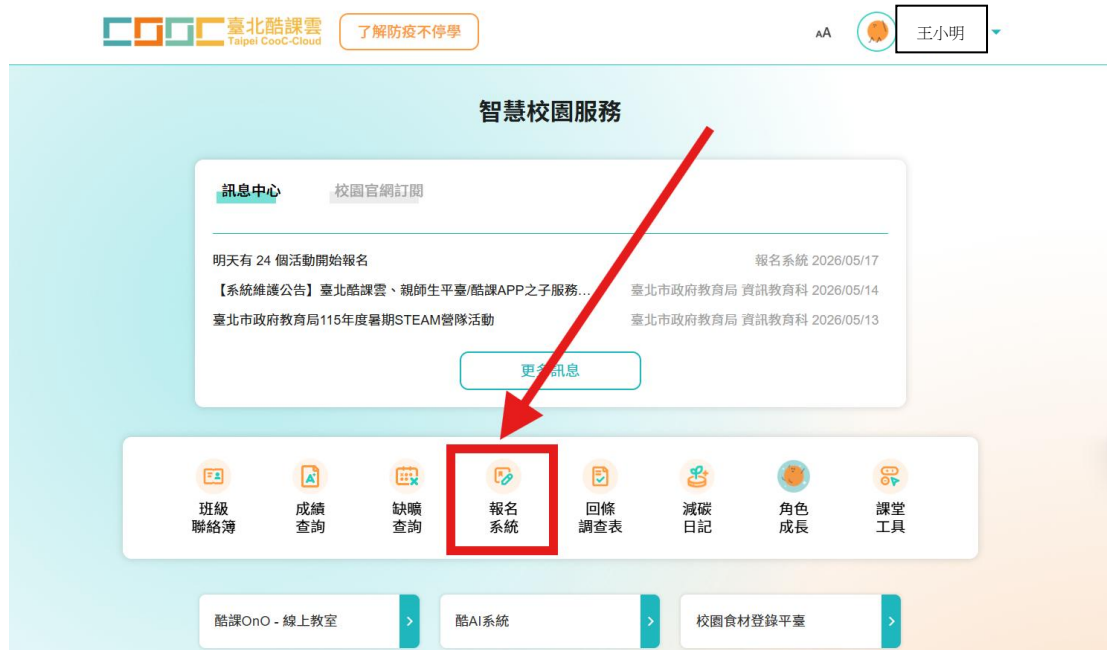 臺北酷課雲
Taipei CooC-Cloud
了解防疫不停學
AA
王小明
智慧校園服務
訊息中心
校園官網訂閱
明天有 24 個活動開始報名
報名系統 2026/05/17
【系統維護公告】臺北酷課雲、親師生平臺/酷課APP之子服務...
臺北市政府教育局 資訊教育科 2026/05/14
臺北市政府教育局115年度暑期STEAM營隊活動
臺北市政府教育局 資訊教育科 2026/05/13
更多訊息
班級
聯絡簿
成績
查詢
缺曠
查詢
報名
系統
回條
調查表
減碳
日記
角色
成長
課堂
工具
酷課OnO - 線上教室
酷AI系統
校園食材登錄平臺